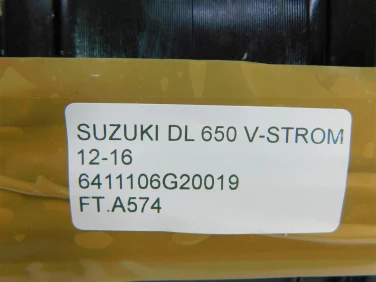 SUZUKI DL 650 V-STROM
12-16
6411106G20019
FT.A574